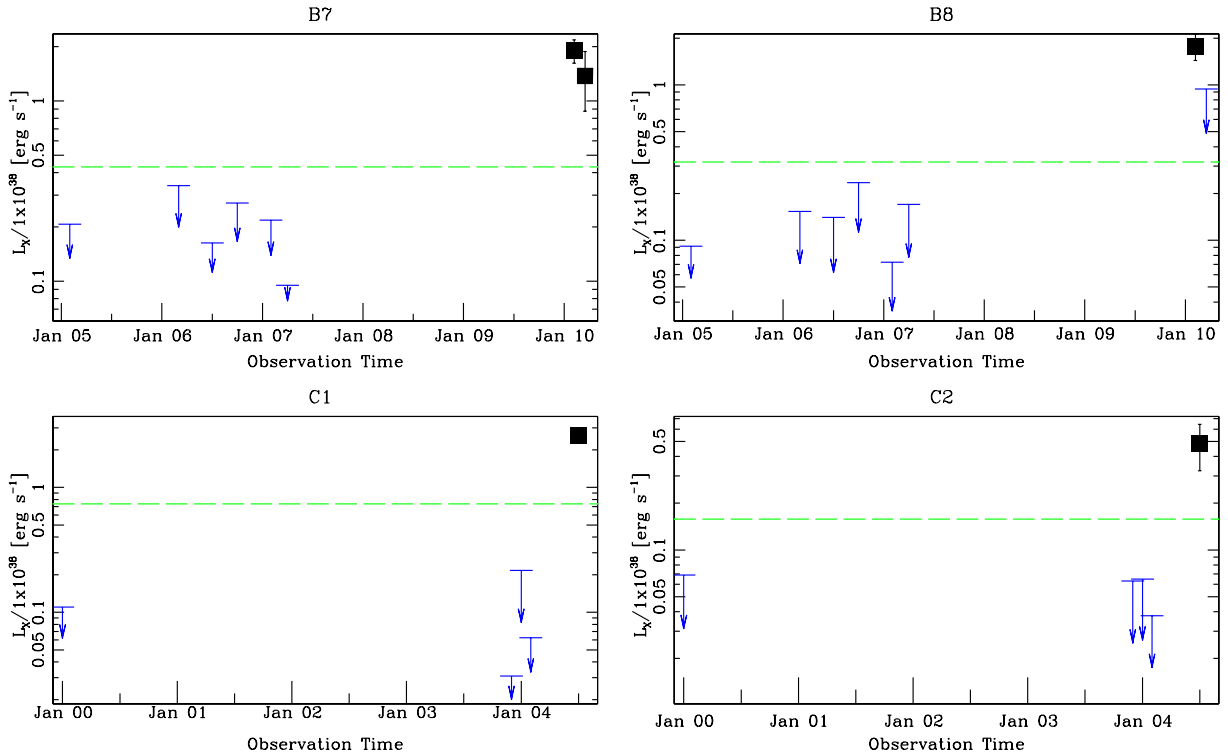 B7
B8
L_X/1x10^38 [erg s^-1]
1
0.5
0.1
Jan 05 Jan 06 Jan 07 Jan 08 Jan 09 Jan 10
Observation Time
L_X/1x10^38 [erg s^-1]
1
0.5
0.1
0.05
Jan 05 Jan 06 Jan 07 Jan 08 Jan 09 Jan 10
Observation Time
C1
C2
L_X/1x10^38 [erg s^-1]
1
0.5
0.1
0.05
Jan 00 Jan 01 Jan 02 Jan 03 Jan 04
Observation Time
L_X/1x10^38 [erg s^-1]
0.5
0.1
0.05
Jan 00 Jan 01 Jan 02 Jan 03 Jan 04
Observation Time